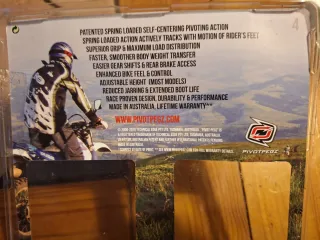 4
PATENTED SPRING LOADED SELF-CENTERING PIVOTING ACTION
SPRING LOADED ACTION ACTIVELY TRACKS WITH MOTION OF RIDER'S FEET
SUPERIOR GRIP & MAXIMUM LOAD DISTRIBUTION
FASTER, SMOOTHER BODY WEIGHT TRANSFER
EASIER GEAR SHIFTS & REAR BRAKE ACCESS
ENHANCED BIKE FEEL & CONTROL
ADJUSTABLE HEIGHT (MOST MODELS)
REDUCED JARRING & EXTENDED BOOT LIFE
RACE PROVEN DESIGN, DURABILITY & PERFORMANCE
MADE IN AUSTRALIA, LIFETIME WARRANTY**
WWW.PIVOTPEGZ.COM
PIVOTPEGZ